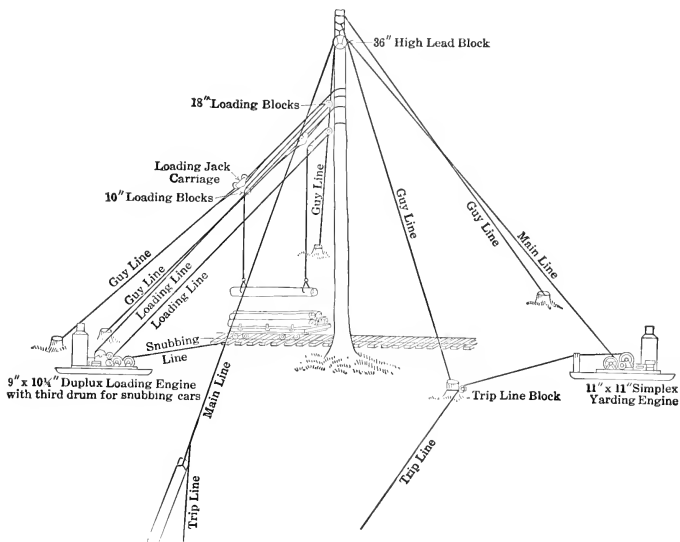 36" High Lead Block
18" Loading Blocks
Loading Jack
Carriage
10" Loading Blocks
Guy Line
Guy Line
Guy Line
Main Line
Guy Line
Guy Line
Loading Line
Loading Line
Snubbing
Line
9" x 10¼" Duplux Loading Engine
with third drum for snubbing cars
Main Line
Trip Line Block
11" x 11" Simplex
Yarding Engine
Trip Line
Trip Line